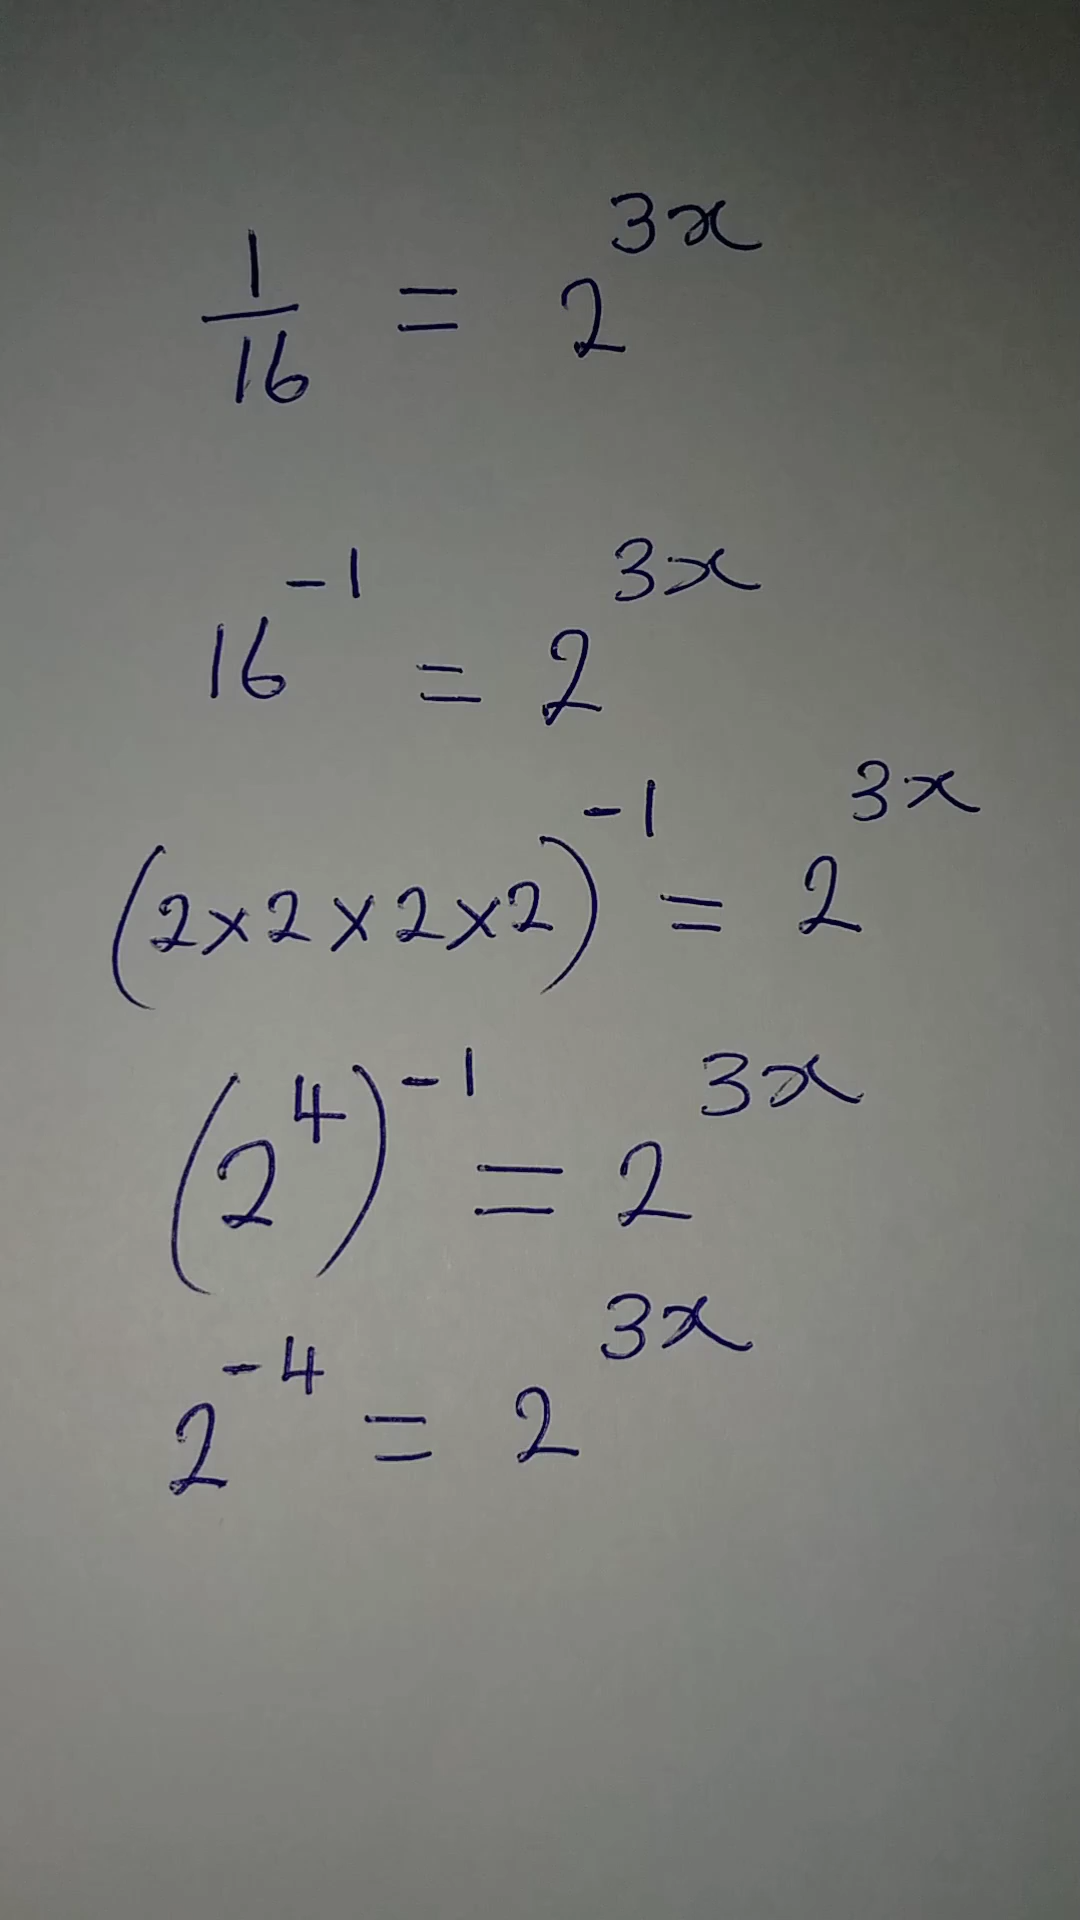 1/16 = 2^3x
16^-1 = 2^3x
(2×2×2×2)^-1 = 2^3x
(2^4)^-1 = 2^3x
2^-4 = 2^3x